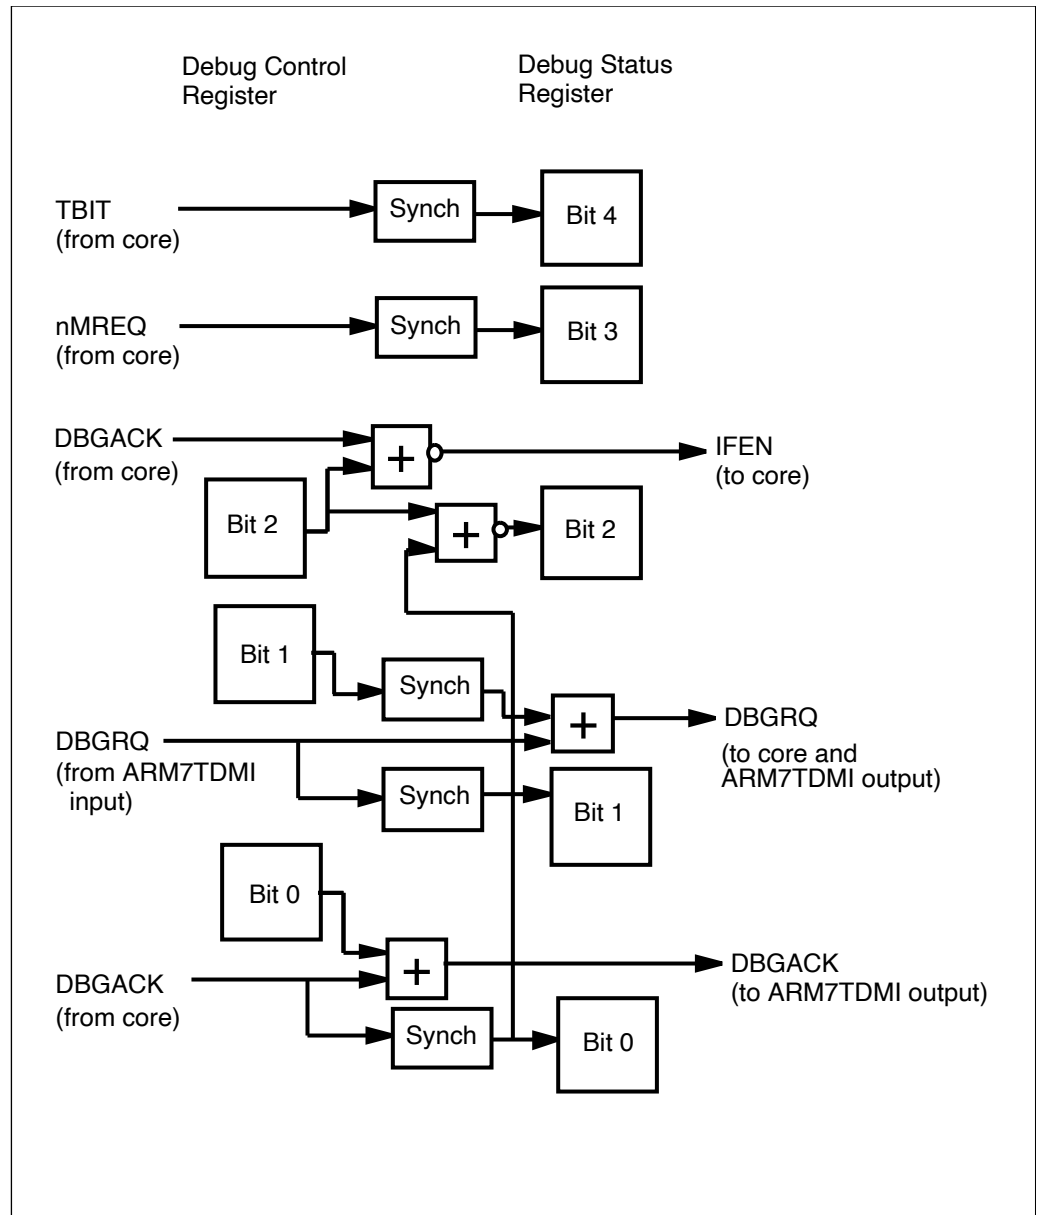 Debug Control
Register
Debug Status
Register
TBIT
(from core)
Synch
Bit 4
nMREQ
(from core)
Synch
Bit 3
DBGACK
(from core)
+
IFEN
(to core)
Bit 2
+
Bit 2
Bit 1
Synch
+
DBGRQ
(to core and
ARM7TDMI output)
DBGRQ
(from ARM7TDMI
input)
Synch
Bit 1
Bit 0
+
DBGACK
(to ARM7TDMI output)
DBGACK
(from core)
Synch
Bit 0